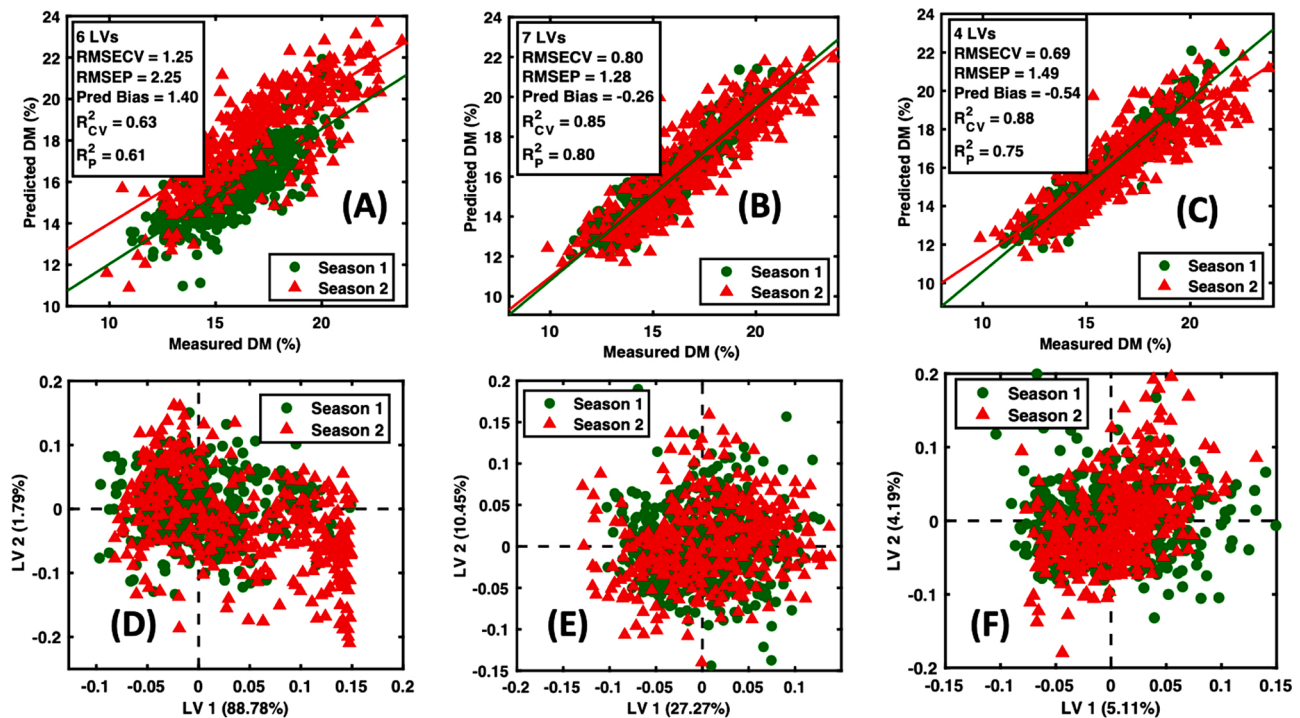 24
22
20
18
16
14
12
10
Predicted DM (%)
6 LVs
RMSECV = 1.25
RMSEP = 2.25
Pred Bias = 1.40
R²CV = 0.63
R²P = 0.61
(A)
Season 1
Season 2
10 15 20
Measured DM (%)
24
22
20
18
16
14
12
10
Predicted DM (%)
7 LVs
RMSECV = 0.80
RMSEP = 1.28
Pred Bias = -0.26
R²CV = 0.85
R²P = 0.80
(B)
Season 1
Season 2
10 15 20
Measured DM (%)
24
22
20
18
16
14
12
10
Predicted DM (%)
4 LVs
RMSECV = 0.69
RMSEP = 1.49
Pred Bias = -0.54
R²CV = 0.88
R²P = 0.75
(C)
Season 1
Season 2
10 15 20
Measured DM (%)
0.2
0.1
0
-0.1
-0.2
LV 2 (1.79%)
Season 1
Season 2
(D)
-0.1 -0.05 0 0.05 0.1 0.15 0.2
LV 1 (88.78%)
0.2
0.15
0.1
0.05
0
-0.05
-0.1
-0.15
LV 2 (10.45%)
Season 1
Season 2
(E)
-0.2 -0.15 -0.1 -0.05 0 0.05 0.1
LV 1 (27.27%)
0.2
0.1
0
-0.1
-0.2
LV 2 (4.19%)
Season 1
Season 2
(F)
-0.15 -0.1 -0.05 0 0.05 0.1 0.15
LV 1 (5.11%)